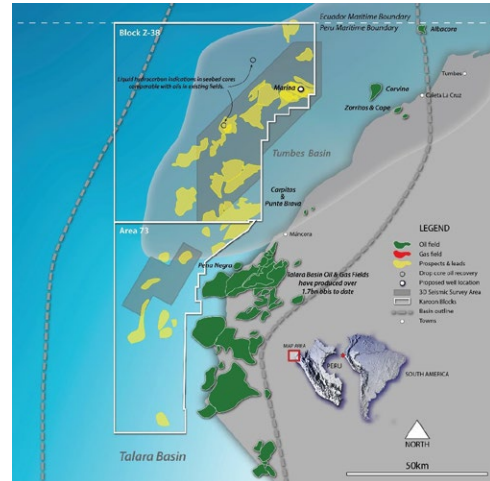 Ecuador Maritime Boundary
Peru Maritime Boundary
Block Z-38
Albacore
Tumbes
Liquid hydrocarbon indications in seabed cores
comparable with oils in existing fields.
Marina
Corvina
Caleta La Cruz
Zorritos & Cope
Tumbes Basin
Carpitas
& Punte Brava
Area 73
Máncora
Peña Negra
Talara Basin Oil & Gas Fields
have produced over
1.7bn bbls to date
LEGEND
Oil field
Gas field
Prospects & leads
Drop core oil recovery
Proposed well location
3D Seismic Survey Area
Karoon Blocks
Basin outline
Towns
MAP AREA
PERU
SOUTH AMERICA
NORTH
Talara Basin
50km